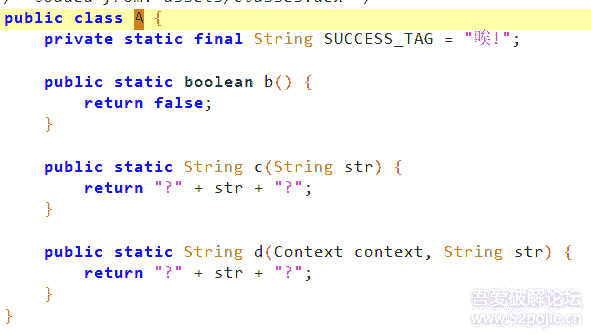 public class A {
    private static final String SUCCESS_TAG = "唉!";
    public static boolean b() {
        return false;
    }
    public static String c(String str) {
        return "?" + str + "?";
    }
    public static String d(Context context, String str) {
        return "?" + str + "?";
    }
}
吾爱破解论坛
www.52pojie.cn